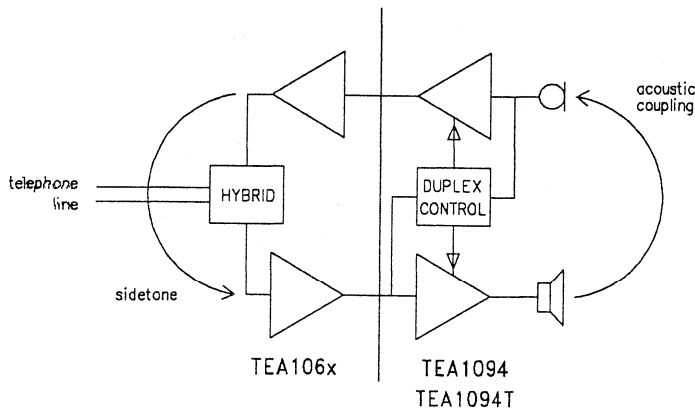 acoustic
coupling
telephone
line
HYBRID
DUPLEX
CONTROL
sidetone
TEA106x
TEA1094
TEA1094T